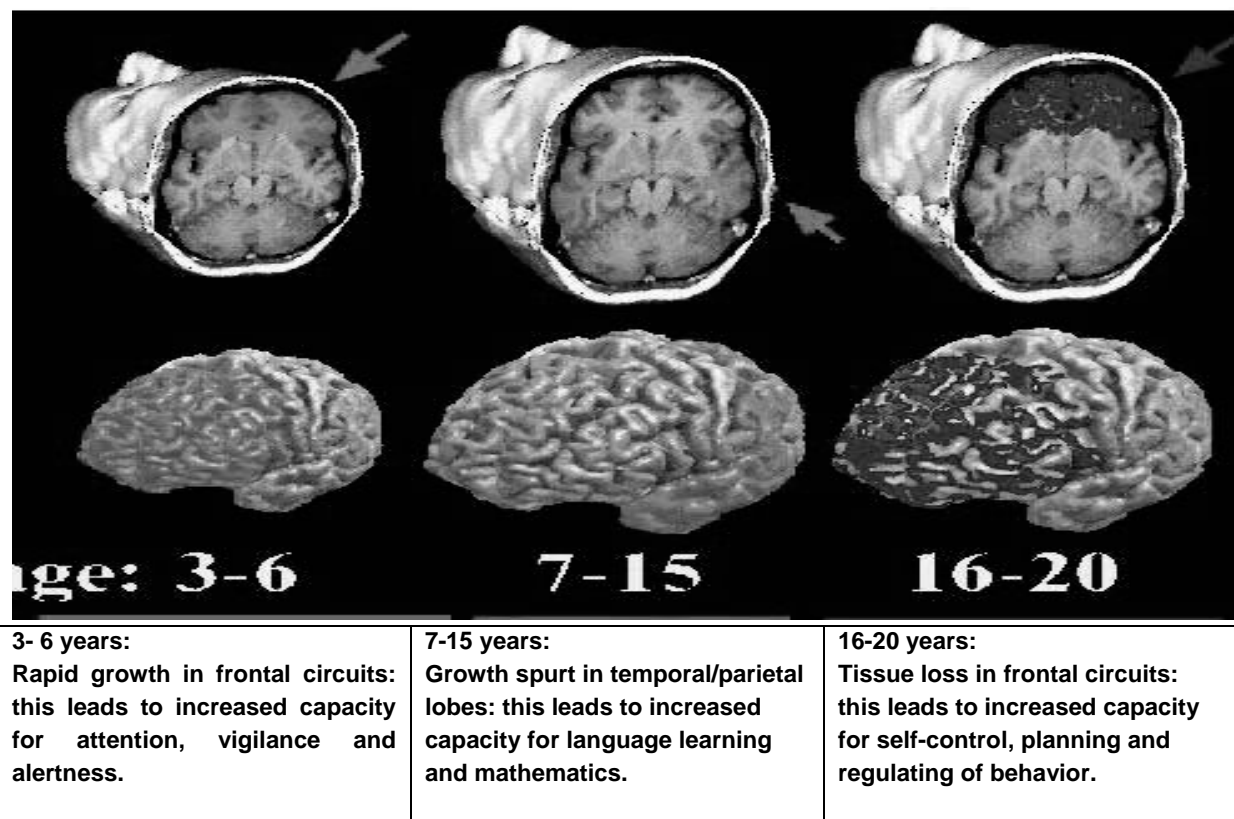 age: 3-6
7-15
16-20
3- 6 years:
Rapid growth in frontal circuits:
this leads to increased capacity
for attention, vigilance and
alertness.
7-15 years:
Growth spurt in temporal/parietal
lobes: this leads to increased
capacity for language learning
and mathematics.
16-20 years:
Tissue loss in frontal circuits:
this leads to increased capacity
for self-control, planning and
regulating of behavior.